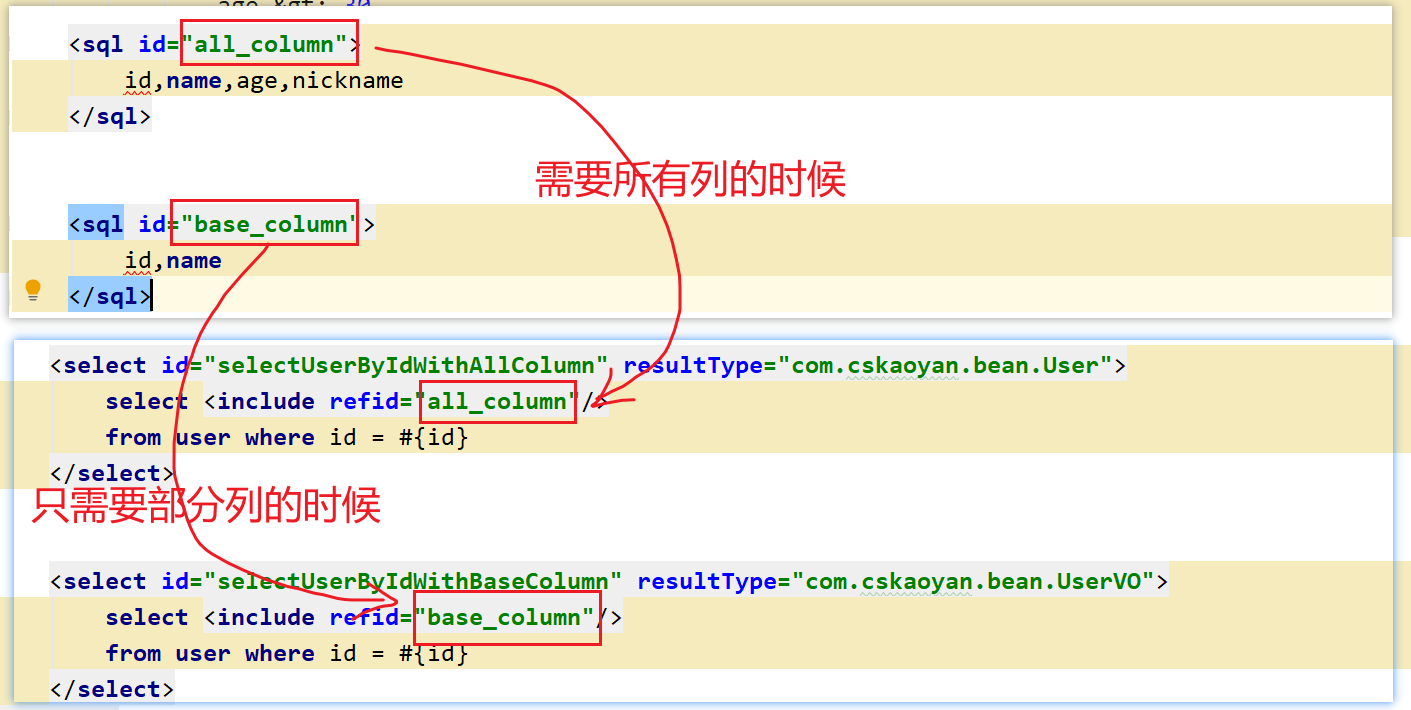 age &gt; 30
<sql id="all_column">
id,name,age,nickname
</sql>
需要所有列的时候
<sql id="base_column">
id,name
</sql>
<select id="selectUserByIdWithAllColumn" resultType="com.cskaoyan.bean.User">
select <include refid="all_column"/>
from user where id = #{id}
</select>
只需要部分列的时候
<select id="selectUserByIdWithBaseColumn" resultType="com.cskaoyan.bean.UserVO">
select <include refid="base_column"/>
from user where id = #{id}
</select>